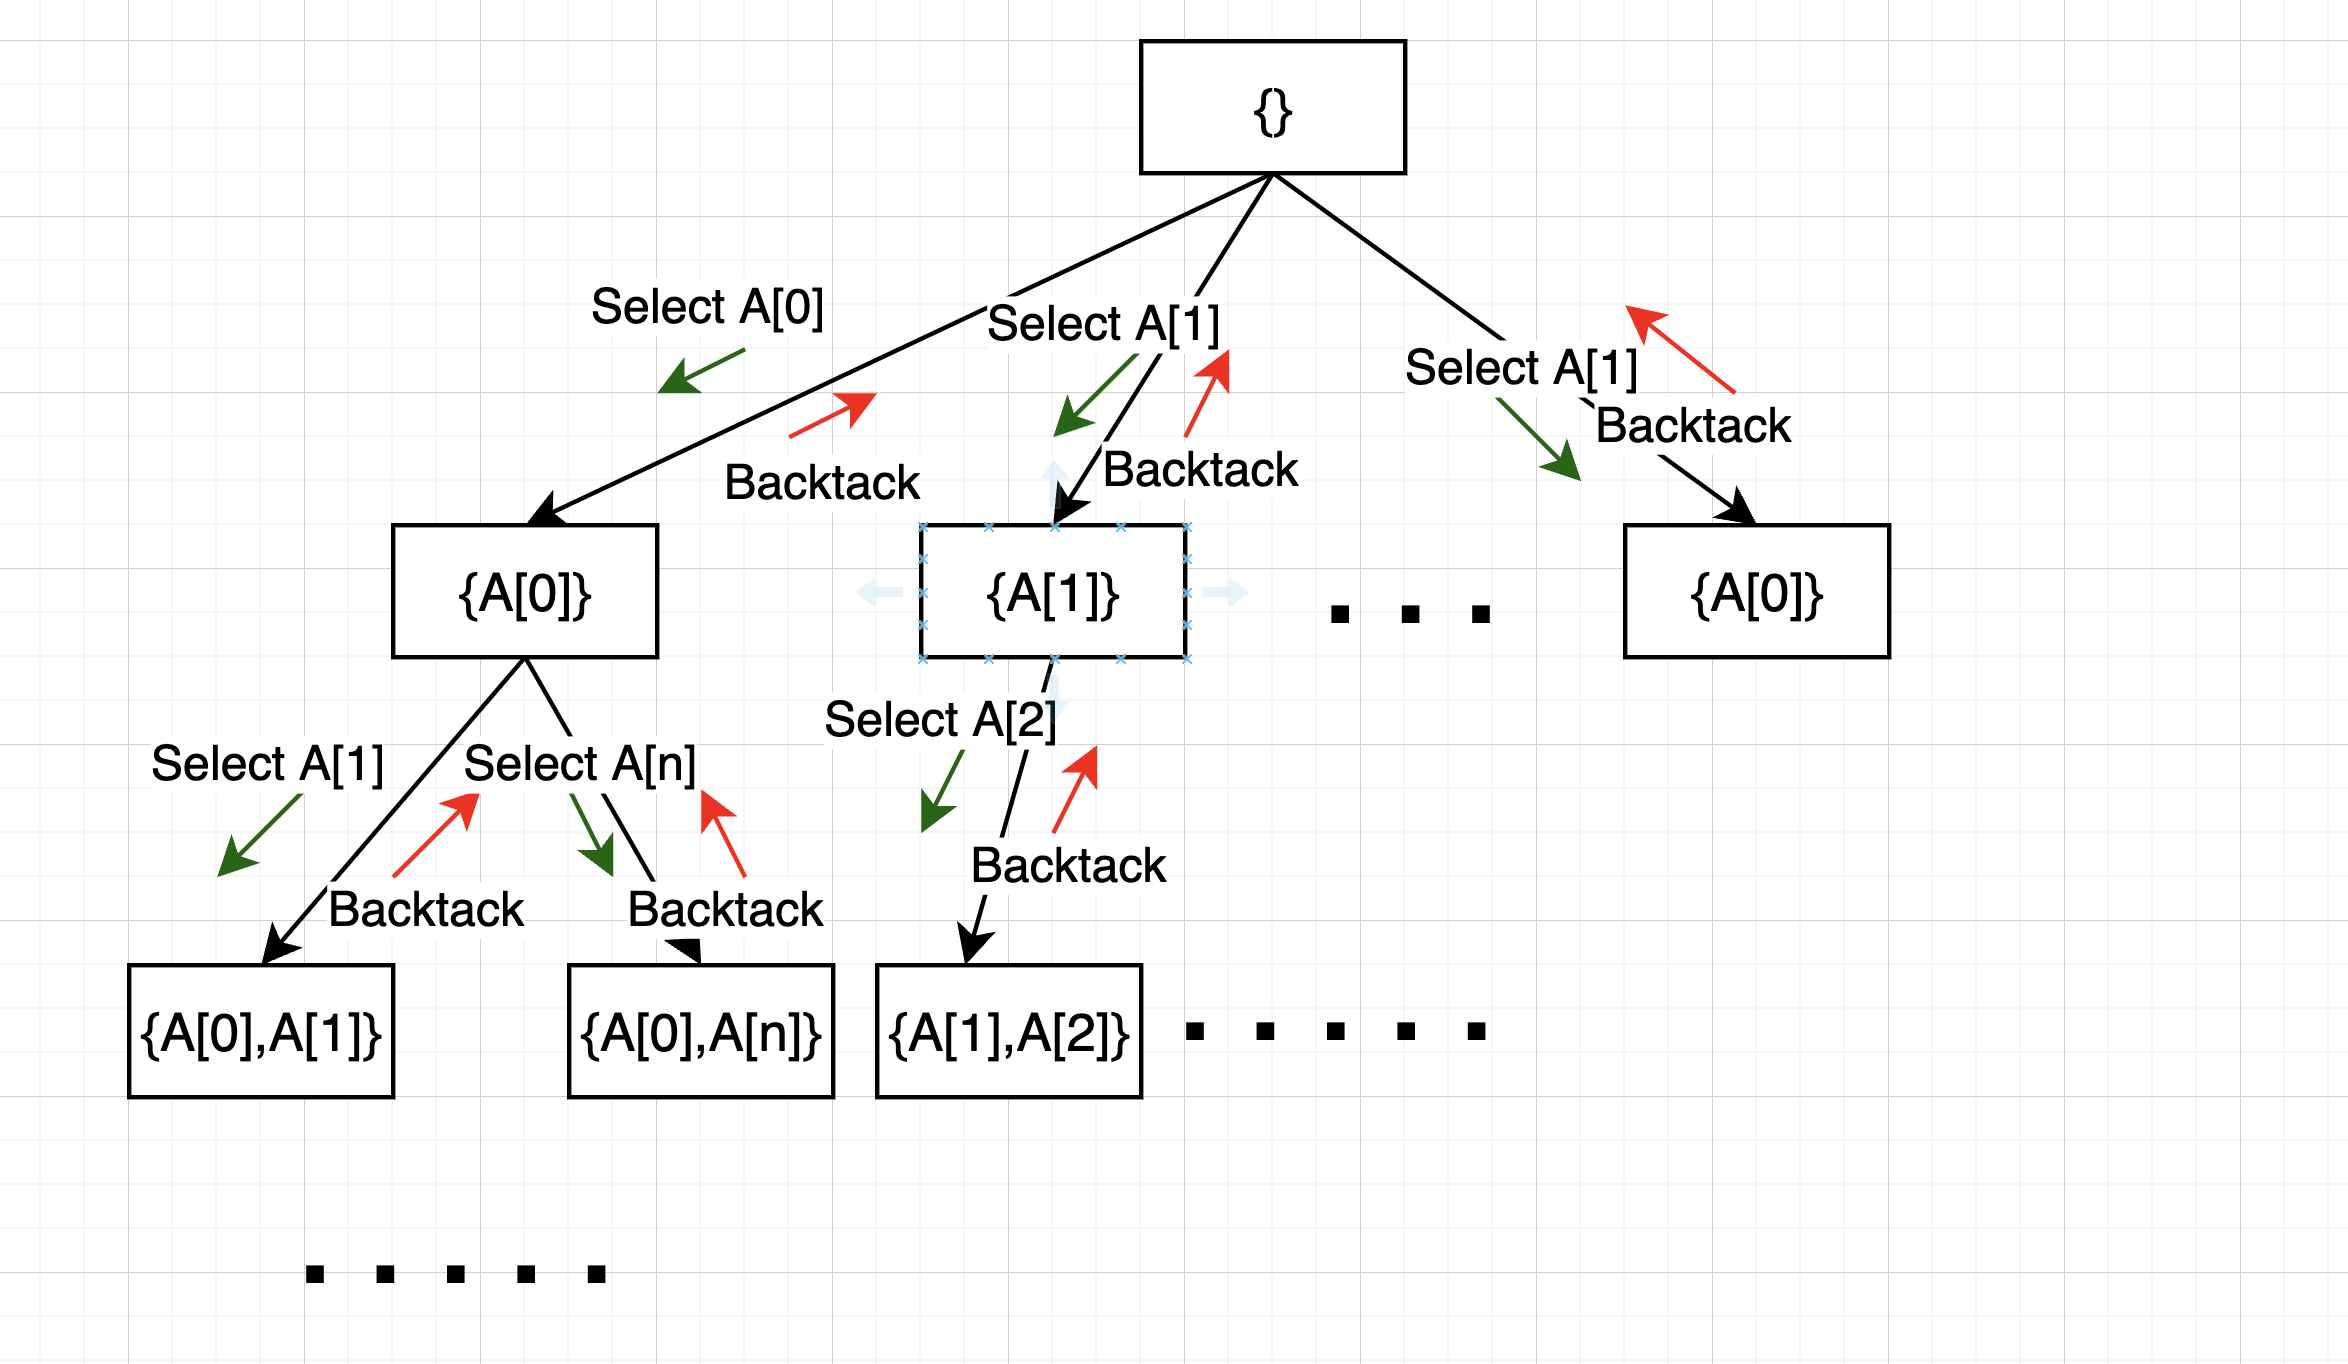 {}
Select A[0]
Select A[1]
Select A[1]
Backtack
Backtack
Backtack
{A[0]}
{A[1]}
{A[0]}
Select A[1]
Select A[n]
Select A[2]
Backtack
Backtack
Backtack
{A[0],A[1]}
{A[0],A[n]}
{A[1],A[2]}